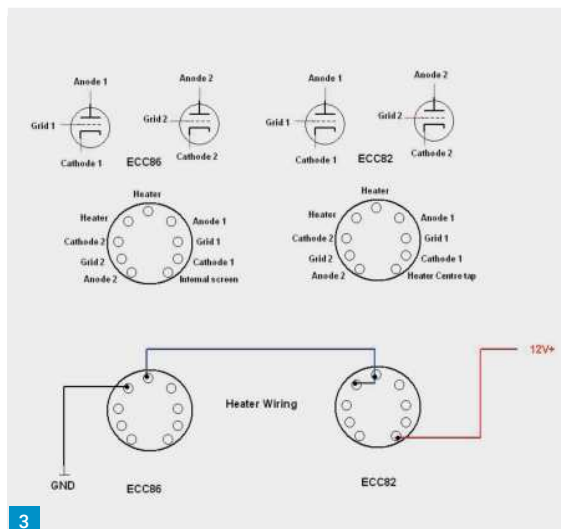 Anode 1
Anode 2
Grid 1
Grid 2
Cathode 1
Cathode 2
ECC86
Anode 1
Anode 2
Grid 1
Grid 2
Cathode 1
Cathode 2
ECC82
Heater
Heater
Anode 1
Cathode 2
Grid 1
Grid 2
Cathode 1
Anode 2
Internal screen
Heater
Heater
Anode 1
Cathode 2
Grid 1
Grid 2
Cathode 1
Anode 2
Heater Centre tap
12V+
Heater Wiring
GND
ECC86
ECC82
3